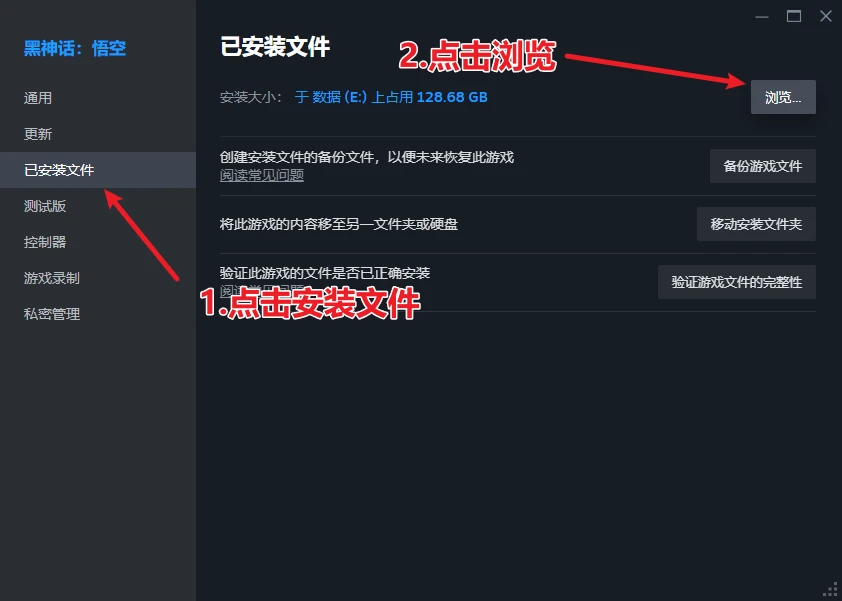 黑神话：悟空
通用
更新
已安装文件
测试版
控制器
游戏录制
私密管理
已安装文件
2.点击浏览
安装大小： 于 数据 (E:) 上占用 128.68 GB
浏览...
创建安装文件的备份文件，以便未来恢复此游戏
阅读常见问题
备份游戏文件
将此游戏的内容移至另一文件夹或硬盘
移动安装文件夹
验证此游戏的文件是否已正确安装
阅读常见问题
验证游戏文件的完整性
1.点击安装文件